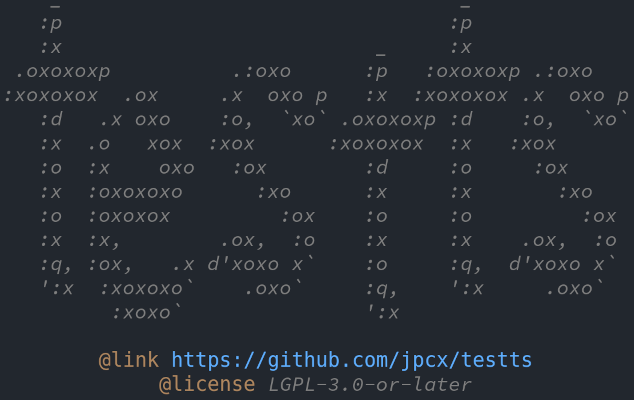 _                                 _
   :p                                :p
   :x                          _     :x
 .oxoxoxp          .:oxo      :p   :oxoxoxp .:oxo
:xoxoxox  .ox     .x  oxo p   :x  :xoxoxox .x  oxo p
   :d   .x oxo    :o,  `xo` .oxoxoxp :d    :o,  `xo`
   :x  .o   xox  :xox      :xoxoxox  :x   :xox
   :o  :x    oxo   :ox        :d     :o     :ox
   :x  :oxoxoxo      :xo      :x     :x       :xo
   :o  :oxoxox         :ox    :o     :o         :ox
   :x  :x,        .ox,  :o    :x     :x    .ox,  :o
   :q, :ox,   .x d'xoxo x`    :o     :q,  d'xoxo x`
   ':x  :xoxoxo`    .oxo`     :q,    ':x     .oxo`
         :xoxo`               ':x
@link https://github.com/jpcx/testts
@license LGPL-3.0-or-later